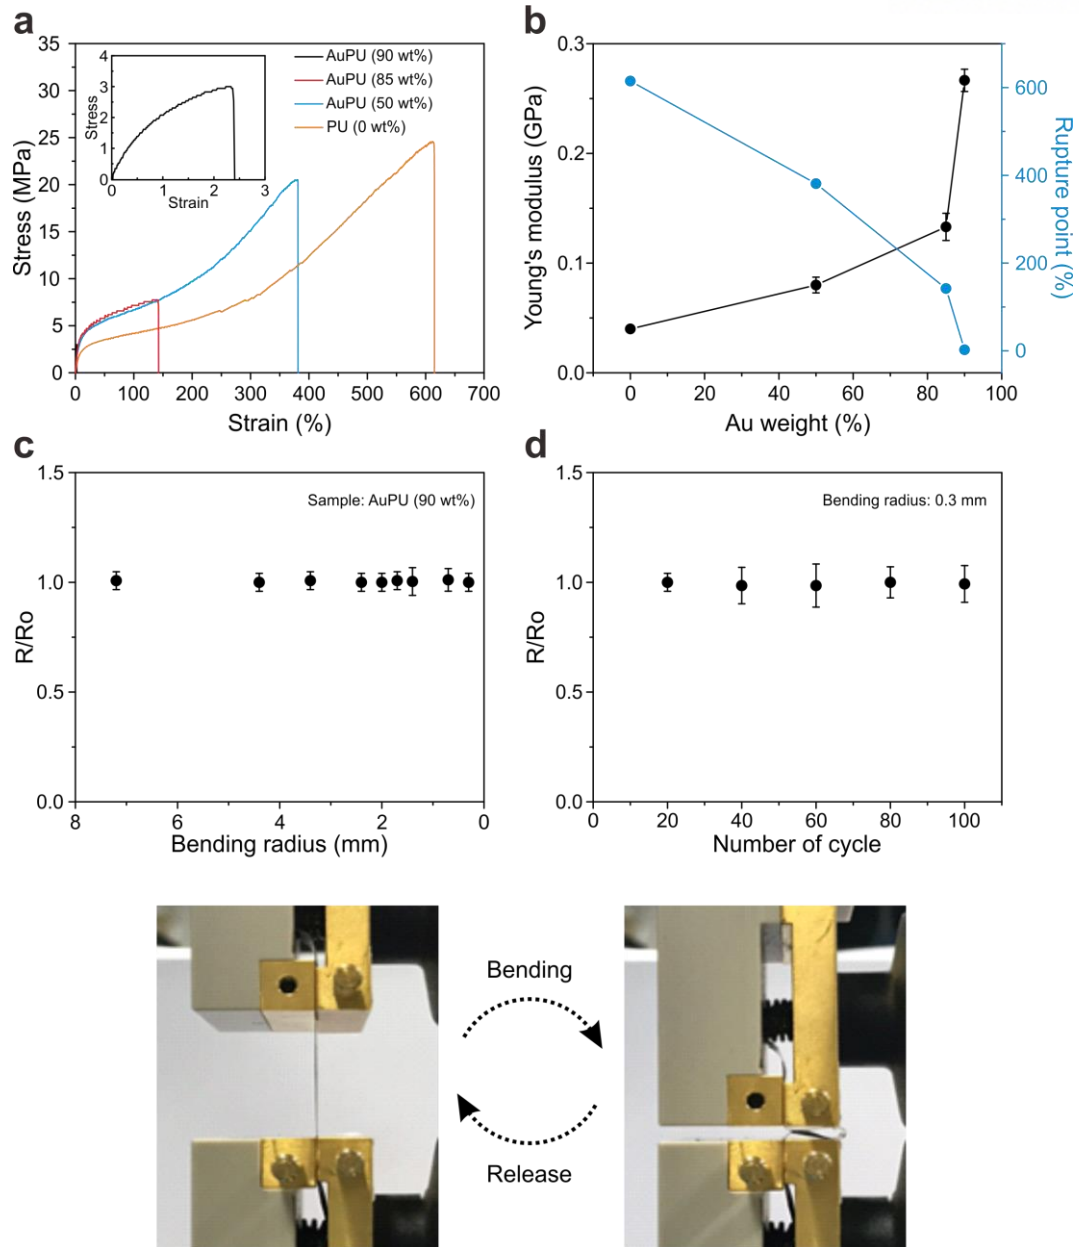 a
35
30
25
20
15
10
5
0
Stress (MPa)
0 100 200 300 400 500 600 700
Strain (%)
4
3
2
1
0
Stress
0 1 2 3
Strain
AuPU (90 wt%)
AuPU (85 wt%)
AuPU (50 wt%)
PU (0 wt%)
b
0.3
0.2
0.1
0.0
Young's modulus (GPa)
0 20 40 60 80 100
Au weight (%)
600
400
200
0
Rupture point (%)
c
1.5
1.0
0.5
0.0
R/Ro
Sample: AuPU (90 wt%)
8 6 4 2 0
Bending radius (mm)
d
1.5
1.0
0.5
0.0
R/Ro
Bending radius: 0.3 mm
0 20 40 60 80 100
Number of cycle
Bending
Release